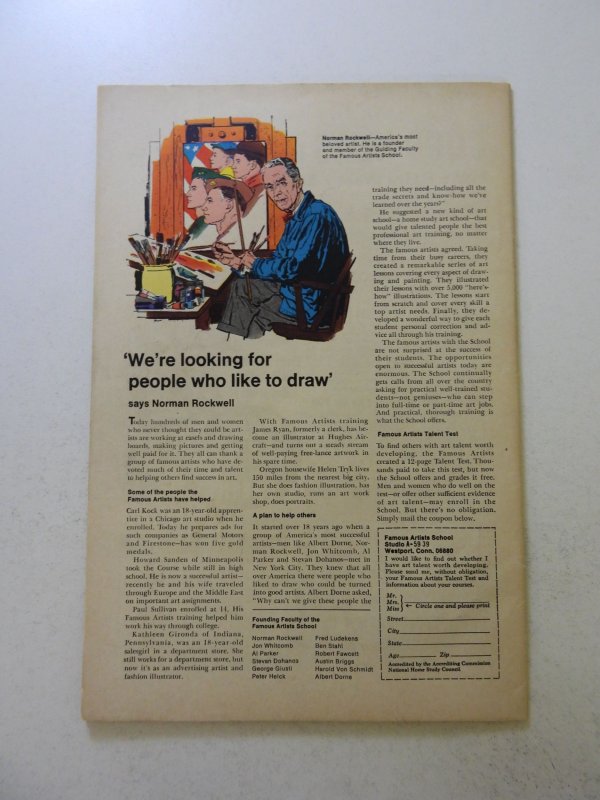 Norman Rockwell—America's most
beloved artist. He is a founder
and member of the Guiding Faculty
of the Famous Artists School.
'We're looking for
people who like to draw'
says Norman Rockwell
Today hundreds of men and women
who never thought they could be art-
ists are working at easels and drawing
boards, making pictures and getting
well paid for it. They all can thank a
group of famous artists who have de-
voted much of their time and talent
to helping others find success in art.
Some of the people the
Famous Artists have helped
Carl Kock was an 18-year-old appren-
tice in a Chicago art studio when he
enrolled. Today he prepares ads for
such companies as General Motors
and Firestone—has won five gold
medals.
Howard Sanden of Minneapolis
took the Course while still in high
school. He is now a successful artist—
recently he and his wife traveled
through Europe and the Middle East
on important art assignments.
Paul Sullivan enrolled at 14. His
Famous Artists training helped him
work his way through college.
Kathleen Gironda of Indiana,
Pennsylvania, was an 18-year-old
salesgirl in a department store. She
still works for a department store, but
now it's as an advertising artist and
fashion illustrator.
With Famous Artists training
James Ryan, formerly a clerk, has be-
come an illustrator at Hughes Air-
craft—and turns out a steady stream
of well-paying free-lance artwork in
his spare time.
Oregon housewife Helen Tryk lives
150 miles from the nearest big city.
But she does fashion illustration, has
her own studio, runs an art work
shop, does portraits.
A plan to help others
It started over 18 years ago when a
group of America's most successful
artists—men like Albert Dorne, Nor-
man Rockwell, Jon Whitcomb, Al
Parker and Stevan Dohanos—met in
New York City. They knew that all
over America there were people who
liked to draw who could be turned
into good artists. Albert Dorne asked,
"Why can't we give these people the
Founding Faculty of the
Famous Artists School
Norman Rockwell
Jon Whitcomb
Al Parker
Stevan Dohanos
George Giusti
Peter Helck
Fred Ludekens
Ben Stahl
Robert Fawcett
Austin Briggs
Harold Von Schmidt
Albert Dorne
training they need—including all the
trade secrets and know-how we've
learned over the years?"
He suggested a new kind of art
school—a home study art school—that
would give talented people the best
professional art training, no matter
where they live.
The famous artists agreed. Taking
time from their busy careers, they
created a remarkable series of art
lessons covering every aspect of draw-
ing and painting. They illustrated
their lessons with over 5,000 "here's-
how" illustrations. The lessons start
from scratch and cover every skill a
top artist needs. Finally, they de-
veloped a wonderful way to give each
student personal correction and ad-
vice all through his training.
The famous artists with the School
are not surprised at the success of
their students. The opportunities
open to successful artists today are
enormous. The School continually
gets calls from all over the country
asking for practical well-trained stu-
dents—not geniuses—who can step
into full-time or part-time art jobs.
And practical, thorough training is
what the School offers.
Famous Artists Talent Test
To find others with art talent worth
developing, the Famous Artists
created a 12-page Talent Test. Thou-
sands paid to take this test, but now
the School offers and grades it free.
Men and women who do well on the
test—or offer other sufficient evidence
of art talent—may enroll in the
School. But there's no obligation.
Simply mail the coupon below.
Famous Artists School
Studio A-59 39
Westport, Conn. 06880
I would like to find out whether I
have art talent worth developing.
Please send me, without obligation,
your Famous Artists Talent Test and
information about your courses.
Mr.
Mrs.
Miss
← Circle one and please print
Street
City
State
Age Zip
Accredited by the Accrediting Commission
National Home Study Council